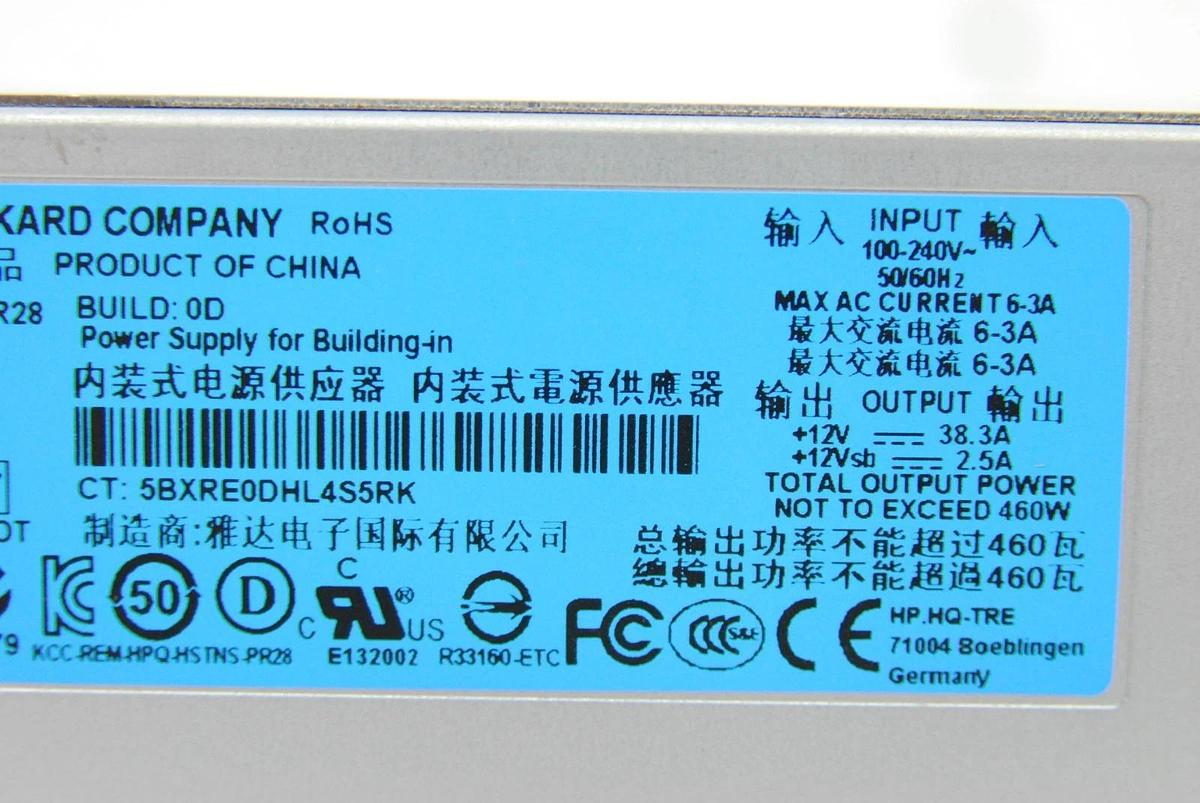 KARD COMPANY RoHS
品 PRODUCT OF CHINA
R28 BUILD: 0D
Power Supply for Building-in
内装式电源供应器 内装式電源供應器
CT: 5BXRE0DHL4S5RK
OT 制造商:雅达电子国际有限公司
输入 INPUT 輸入
100-240V~
50/60Hz
MAX AC CURRENT 6-3A
最大交流电流 6-3A
最大交流电流 6-3A
输出 OUTPUT 輸出
+12V 38.3A
+12Vsb 2.5A
TOTAL OUTPUT POWER
NOT TO EXCEED 460W
总输出功率不能超过460瓦
總輸出功率不能超過460瓦
79
KC
KCC-REM-HPQ-HSTNS-PR28
50
D
C
C RU ® US
E132002
R33160-ETC
FC
CCC S&E
CE
HP.HQ-TRE
71004 Boeblingen
Germany